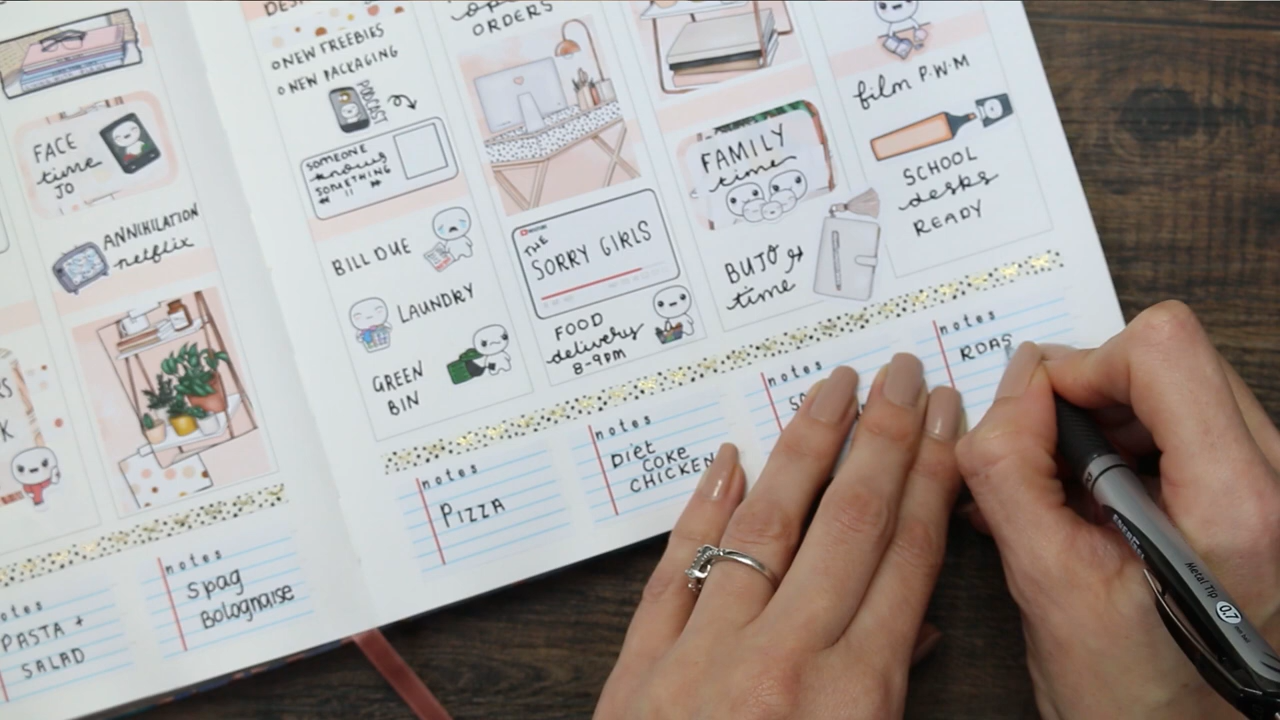 FACE
time
JO
ANNIHILATION
netflix
K
notes
PASTA +
SALAD
notes
Spag
Bolognaise
o NEW FREEBIES
o NEW PACKAGING
PODCAST
SOMEONE
knows
SOMETHING
!!
BILL DUE
LAUNDRY
GREEN
BIN
notes
PIZZA
ORDERS
THE
SORRY GIRLS
FOOD
delivery
8-9pm
notes
Diet
COKE
CHICKEN
FAMILY
time
BUJO
time
notes
film P.W.M
SCHOOL
desks
READY
notes
ROAS
ENERGEL
Metal Tip
0.7